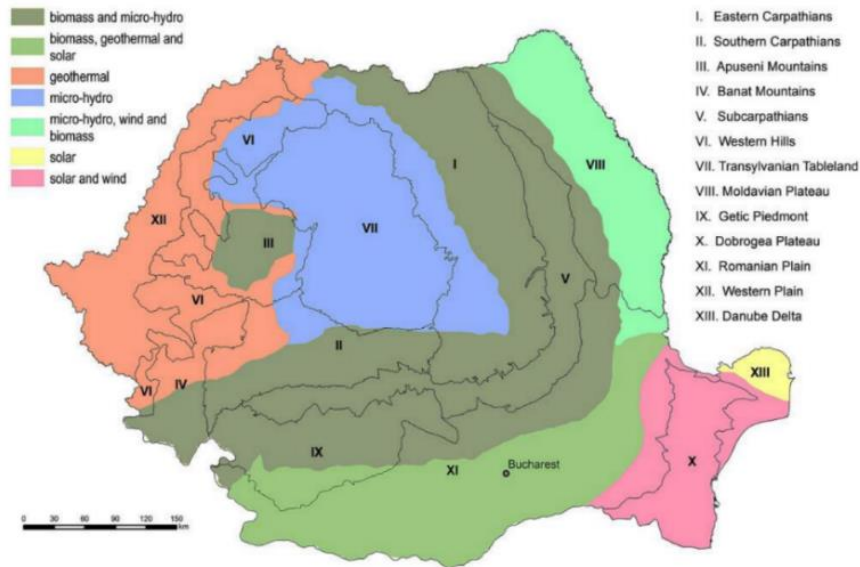 biomass and micro-hydro
biomass, geothermal and
solar
geothermal
micro-hydro
micro-hydro, wind and
biomass
solar
solar and wind
I. Eastern Carpathians
II. Southern Carpathians
III. Apuseni Mountains
IV. Banat Mountains
V. Subcarpathians
VI. Western Hills
VII. Transylvanian Tableland
VIII. Moldavian Plateau
IX. Getic Piedmont
X. Dobrogea Plateau
XI. Romanian Plain
XII. Western Plain
XIII. Danube Delta
VI
I
VIII
XII
III
VII
V
VI
II
VI
IV
XIII
IX
XI
Bucharest
X
0 30 60 90 120 150
km